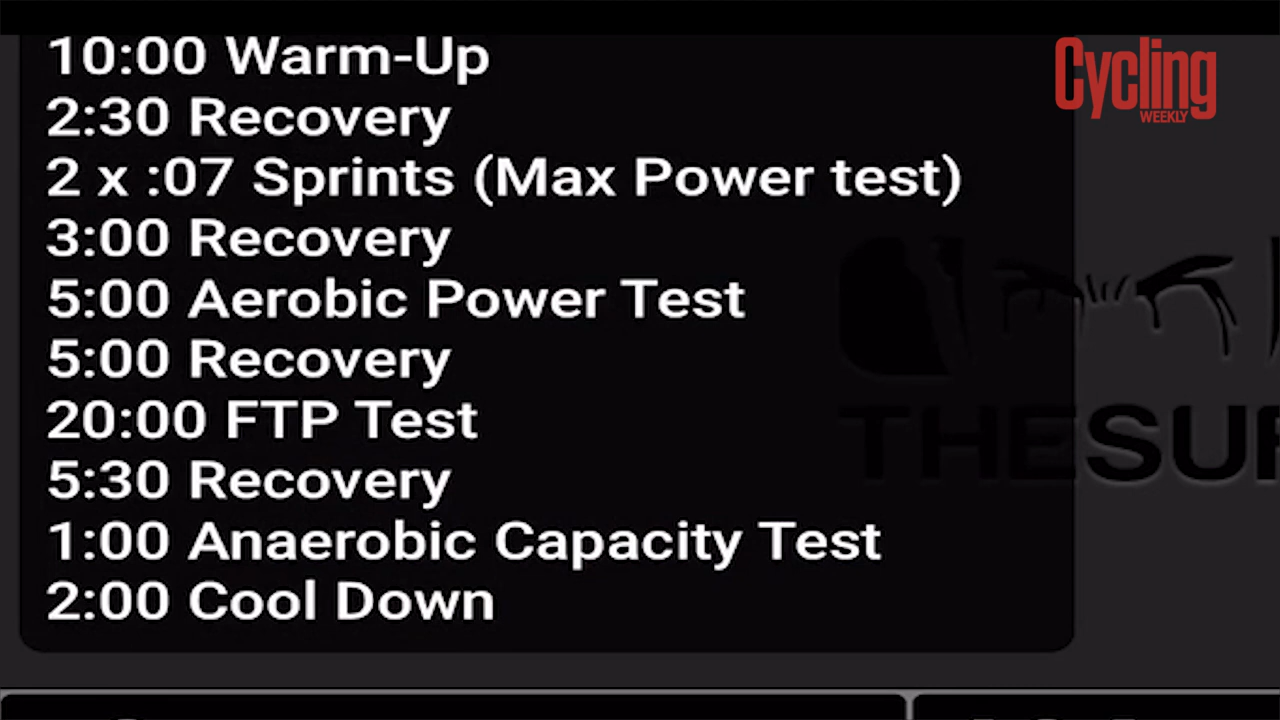 Cycling
WEEKLY
10:00 Warm-Up
2:30 Recovery
2 x :07 Sprints (Max Power test)
3:00 Recovery
5:00 Aerobic Power Test
5:00 Recovery
20:00 FTP Test
5:30 Recovery
1:00 Anaerobic Capacity Test
2:00 Cool Down
THESUF